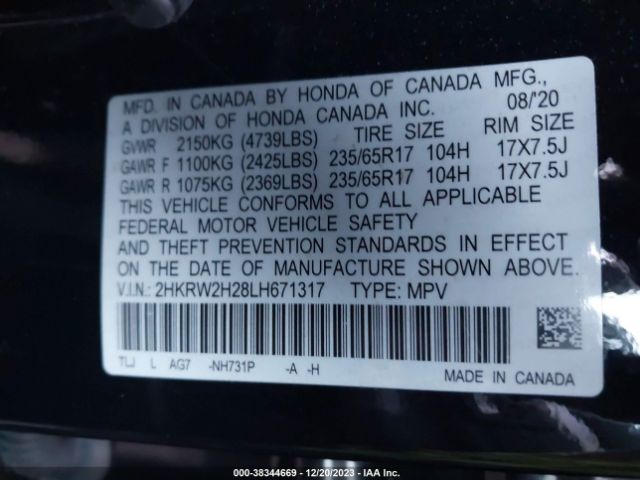 MFD. IN CANADA BY HONDA OF CANADA MFG.,
A DIVISION OF HONDA CANADA INC. 08/'20
GVWR 2150KG (4739LBS) TIRE SIZE RIM SIZE
GAWR F 1100KG (2425LBS) 235/65R17 104H 17X7.5J
GAWR R 1075KG (2369LBS) 235/65R17 104H 17X7.5J
THIS VEHICLE CONFORMS TO ALL APPLICABLE
FEDERAL MOTOR VEHICLE SAFETY
AND THEFT PREVENTION STANDARDS IN EFFECT
ON THE DATE OF MANUFACTURE SHOWN ABOVE.
V.I.N.: 2HKRW2H28LH671317 TYPE: MPV
TLJ L AG7 -NH731P -A -H
MADE IN CANADA
000-38344669 - 12/20/2023 - IAA Inc.